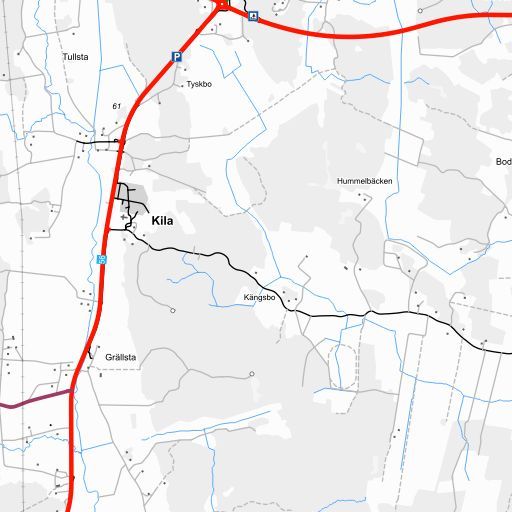 Tullsta
P
Tyskbo
61
Bod
Hummelbäcken
Kila
Kängsbo
Grällsta